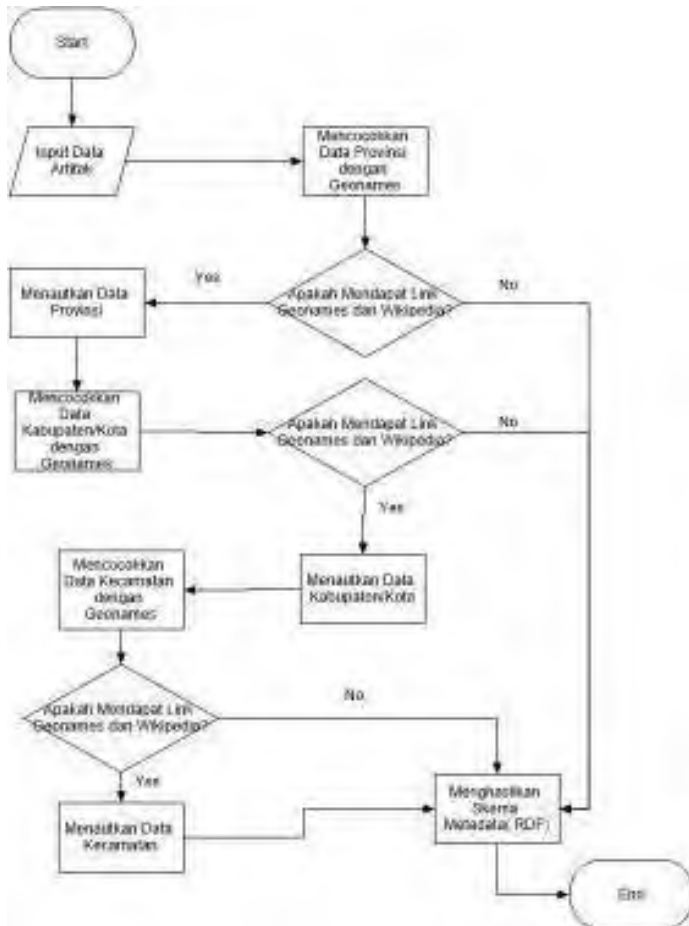 Start
Input Data
Artifak
Mencocokkan
Data Provinsi
dengan
Geonames
Apakah Mendapat Link
Geonames dan Wikipedia?
Yes
No
Menautkan Data
Provinsi
Mencocokkan
Data
Kabupaten/Kota
dengan
Geonames
Apakah Mendapat Link
Geonames dan Wikipedia?
No
Yes
Menautkan Data
Kabupaten/Kota
Mencocokkan
Data Kecamatan
dengan
Geonames
Apakah Mendapat Link
Geonames dan Wikipedia?
No
Yes
Menautkan Data
Kecamatan
Menghasilkan
Skema
Metadata( RDF)
End